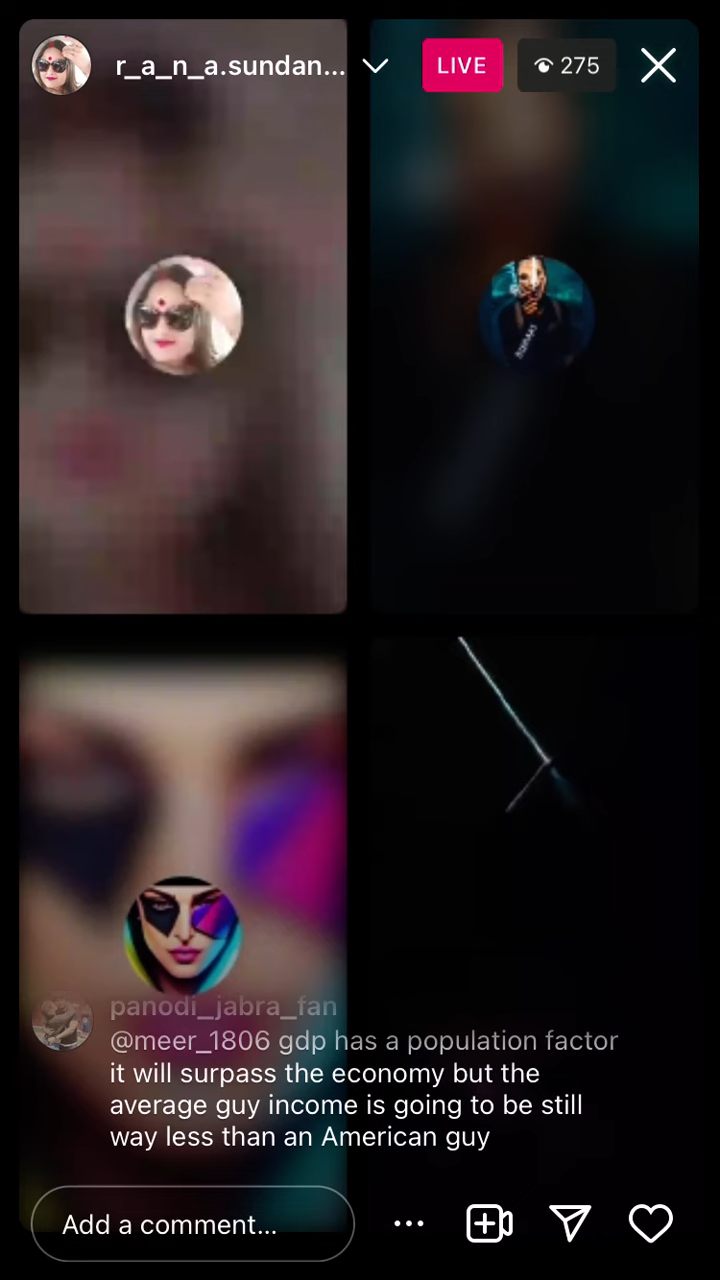 r_a_n_a.sundan...
LIVE
275
panodi_jabra_fan
@meer_1806 gdp has a population factor
it will surpass the economy but the
average guy income is going to be still
way less than an American guy
Add a comment...